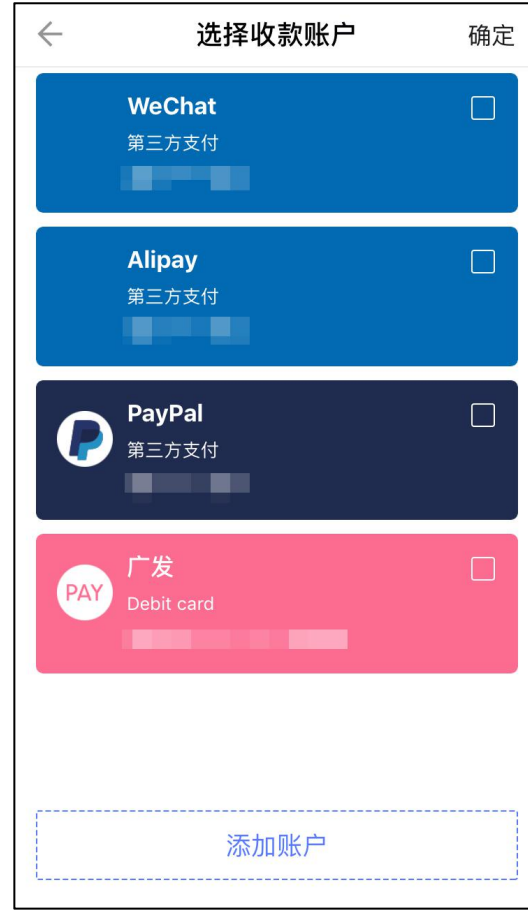 选择收款账户 确定
WeChat
第三方支付
Alipay
第三方支付
PayPal
第三方支付
广发
PAY
Debit card
添加账户